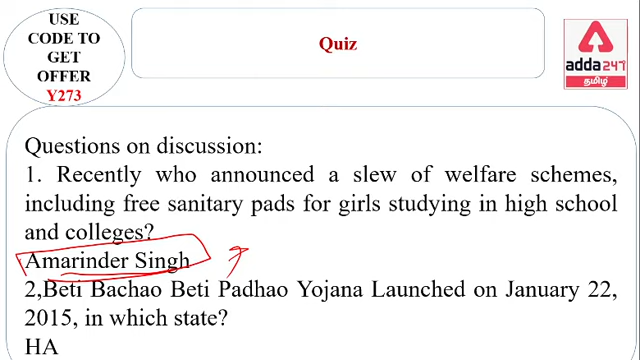 USE
CODE TO
GET
OFFER
Y273
Quiz
adda247
தமிழ்
Questions on discussion:
1. Recently who announced a slew of welfare schemes,
including free sanitary pads for girls studying in high school
and colleges?
Amarinder Singh
2,Beti Bachao Beti Padhao Yojana Launched on January 22,
2015, in which state?
HA